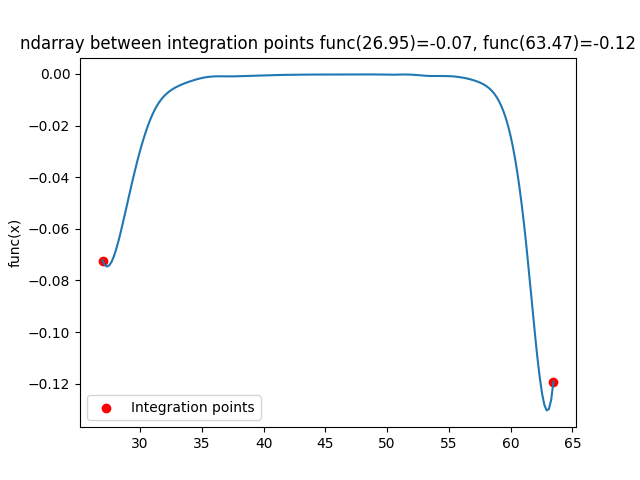 ndarray between integration points func(26.95)=-0.07, func(63.47)=-0.12
0.00
−0.02
−0.04
−0.06
−0.08
−0.10
−0.12
func(x)
Integration points
30 35 40 45 50 55 60 65